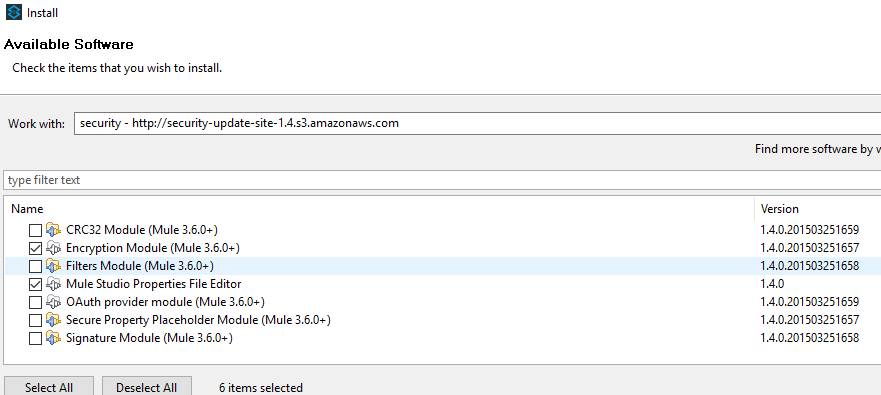 Install
Available Software
Check the items that you wish to install.
Work with: security - http://security-update-site-1.4.s3.amazonaws.com
Find more software by w
type filter text
Name Version
CRC32 Module (Mule 3.6.0+) 1.4.0.201503251659
Encryption Module (Mule 3.6.0+) 1.4.0.201503251657
Filters Module (Mule 3.6.0+) 1.4.0.201503251658
Mule Studio Properties File Editor 1.4.0
OAuth provider module (Mule 3.6.0+) 1.4.0.201503251659
Secure Property Placeholder Module (Mule 3.6.0+) 1.4.0.201503251657
Signature Module (Mule 3.6.0+) 1.4.0.201503251658
Select All Deselect All 6 items selected